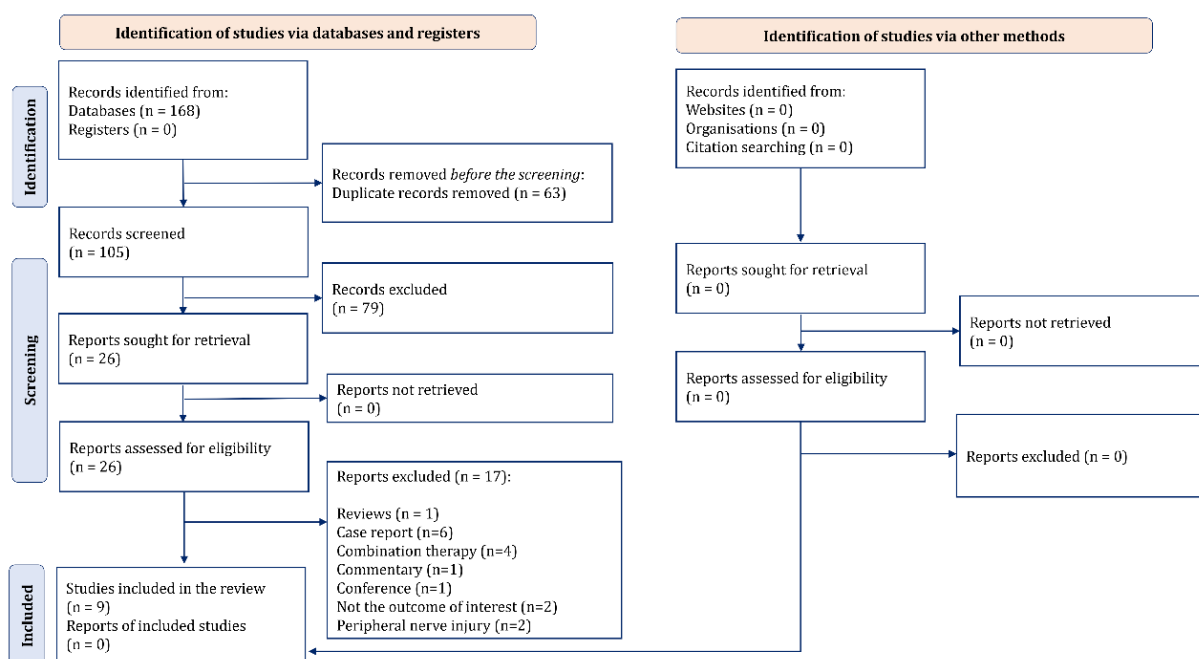 Identification of studies via databases and registers
Identification of studies via other methods
Identification
Records identified from:
Databases (n = 168)
Registers (n = 0)
Records identified from:
Websites (n = 0)
Organisations (n = 0)
Citation searching (n = 0)
Records removed before the screening:
Duplicate records removed (n = 63)
Screening
Records screened
(n = 105)
Records excluded
(n = 79)
Reports sought for retrieval
(n = 0)
Reports not retrieved
(n = 0)
Reports sought for retrieval
(n = 26)
Reports not retrieved
(n = 0)
Reports assessed for eligibility
(n = 0)
Reports assessed for eligibility
(n = 26)
Reports excluded (n = 0)
Reports excluded (n = 17):
Reviews (n = 1)
Case report (n=6)
Combination therapy (n=4)
Commentary (n=1)
Conference (n=1)
Not the outcome of interest (n=2)
Peripheral nerve injury (n=2)
Included
Studies included in the review
(n = 9)
Reports of included studies
(n = 0)